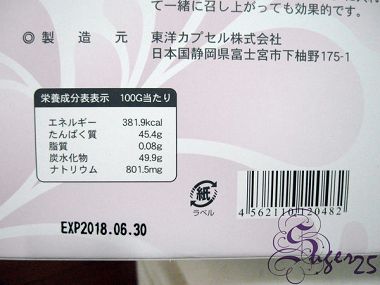 て一緒に召し上がっても効果的です。
◎ 製 造 元 東洋カプセル株式会社
日本国静岡県富士宮市下柚野175-1
栄養成分表表示 100G当たり
エネルギー 381.9kcal
たんぱく質 45.4g
脂質 0.08g
炭水化物 49.9g
ナトリウム 801.5mg
紙
ラベル
4 562110 120482
EXP2018.06.30
Sugen25